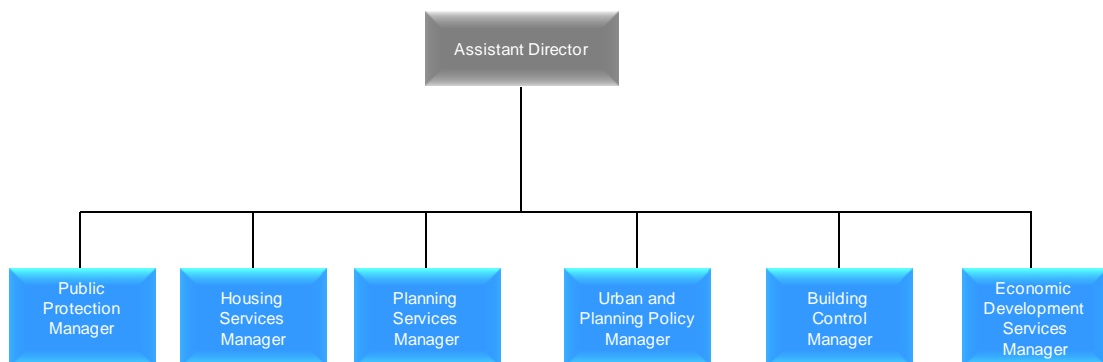 Assistant Director
Public
Protection
Manager
Housing
Services
Manager
Planning
Services
Manager
Urban and
Planning Policy
Manager
Building
Control
Manager
Economic
Development
Services
Manager